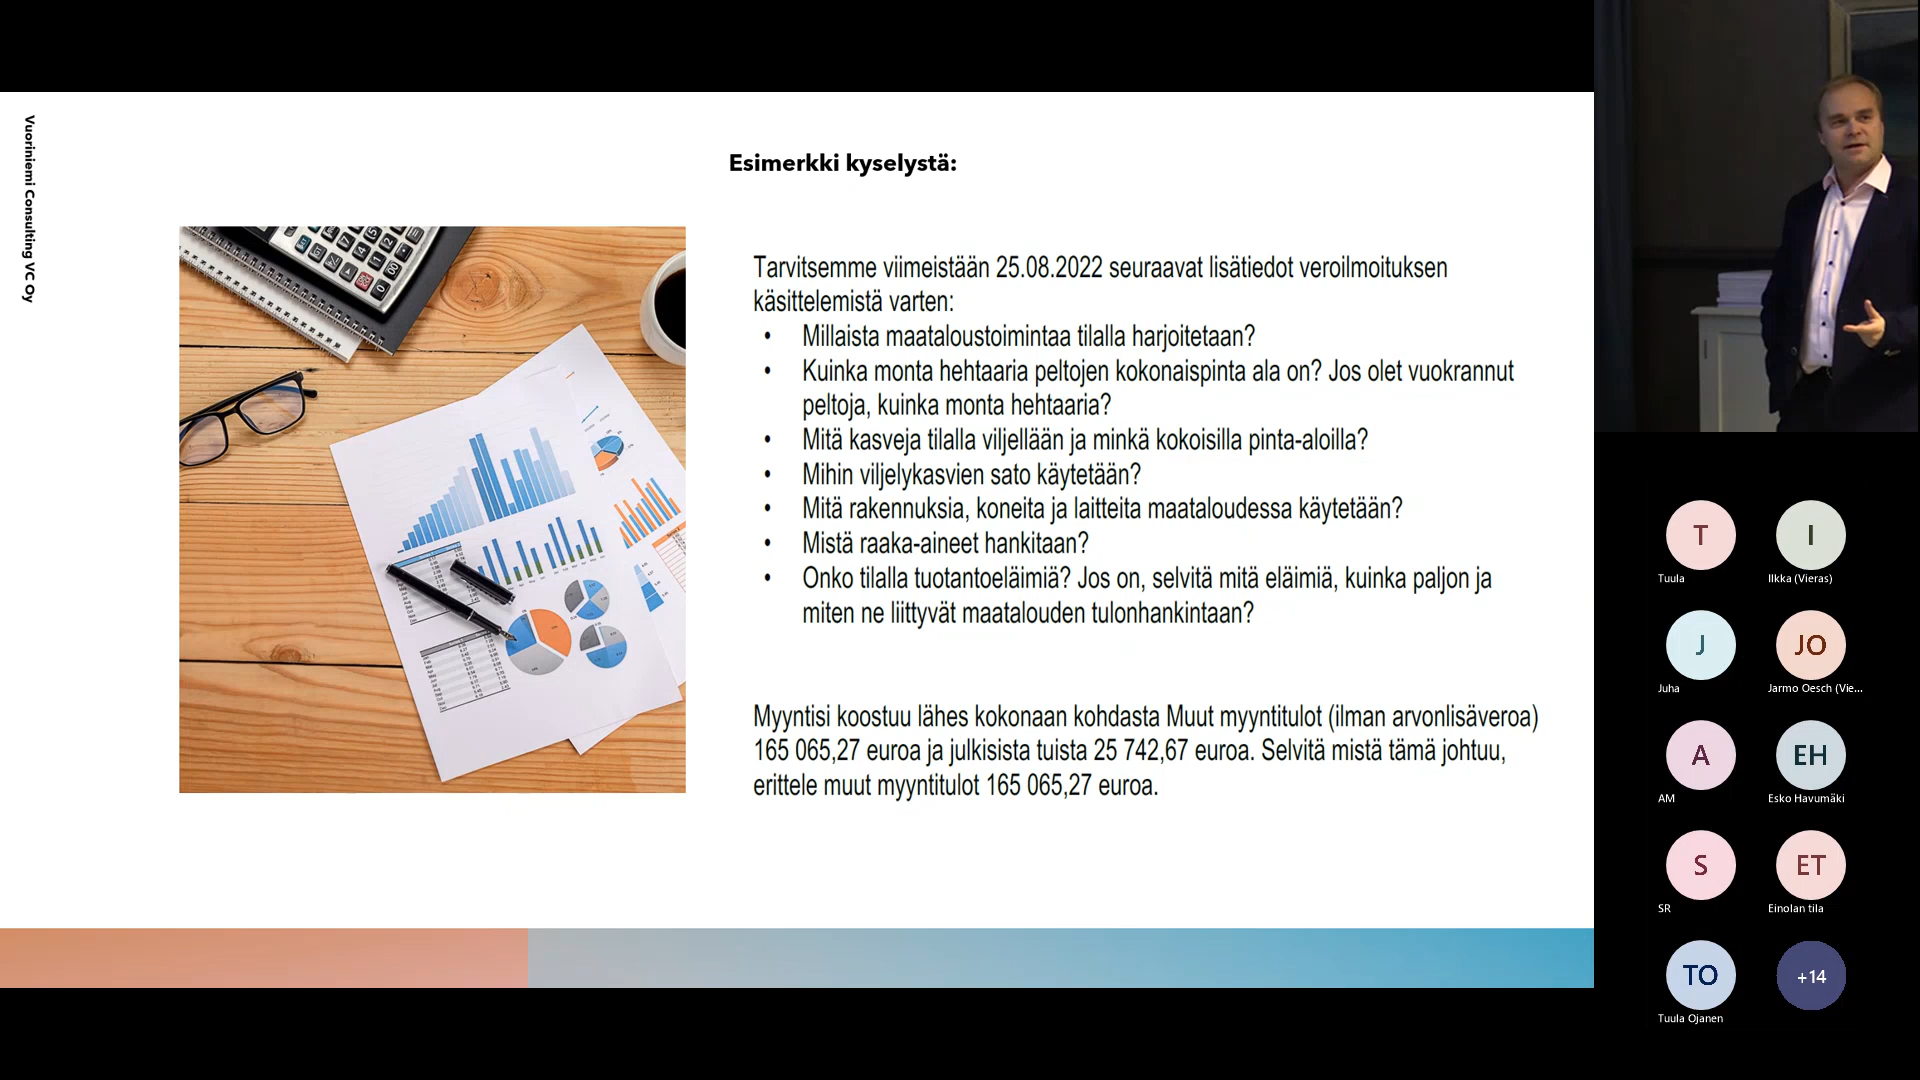 Vuoriniemi Consulting VC Oy
Esimerkki kyselystä:
Tarvitsemme viimeistään 25.08.2022 seuraavat lisätiedot veroilmoituksen
käsittelemistä varten:
• Millaista maataloustoimintaa tilalla harjoitetaan?
• Kuinka monta hehtaaria peltojen kokonaispinta ala on? Jos olet vuokrannut
peltoja, kuinka monta hehtaaria?
• Mitä kasveja tilalla viljellään ja minkä kokoisilla pinta-aloilla?
• Mihin viljelykasvien sato käytetään?
• Mitä rakennuksia, koneita ja laitteita maataloudessa käytetään?
• Mistä raaka-aineet hankitaan?
• Onko tilalla tuotantoeläimiä? Jos on, selvitä mitä eläimiä, kuinka paljon ja
miten ne liittyvät maatalouden tulonhankintaan?
Myyntisi koostuu lähes kokonaan kohdasta Muut myyntitulot (ilman arvonlisäveroa)
165 065,27 euroa ja julkisista tuista 25 742,67 euroa. Selvitä mistä tämä johtuu,
erittele muut myyntitulot 165 065,27 euroa.
T
Tuula
I
Ilkka (Vieras)
J
Juha
JO
Jarmo Oesch (Vie...
A
AM
EH
Esko Havumäki
S
SR
ET
Einolan tila
TO
Tuula Ojanen
+14